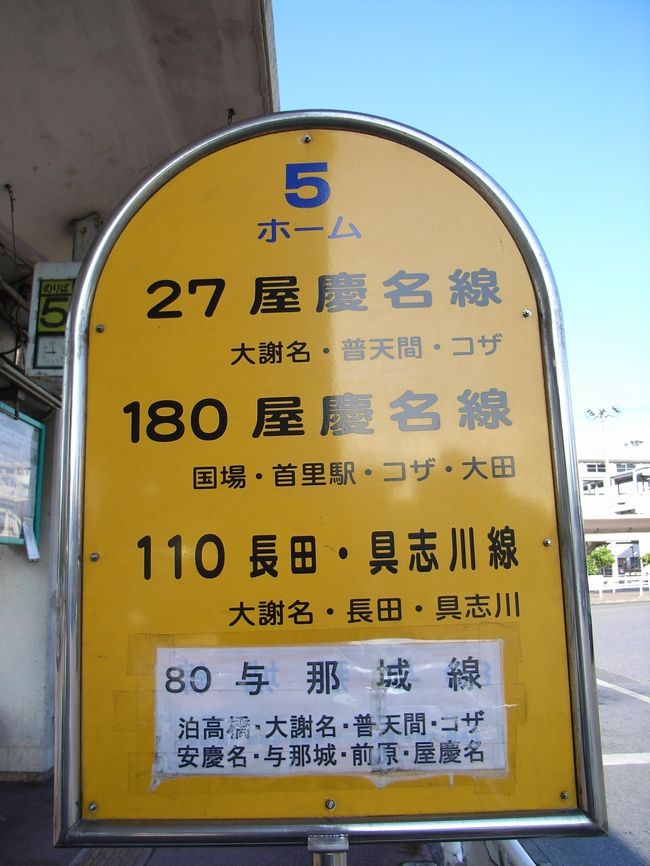 5
ホーム
27 屋慶名線
大謝名・普天間・コザ
180 屋慶名線
国場・首里駅・コザ・大田
110 長田・具志川線
大謝名・長田・具志川
80 与那城線
泊高橋・大謝名・普天間・コザ
安慶名・与那城・前原・屋慶名
のりば
5